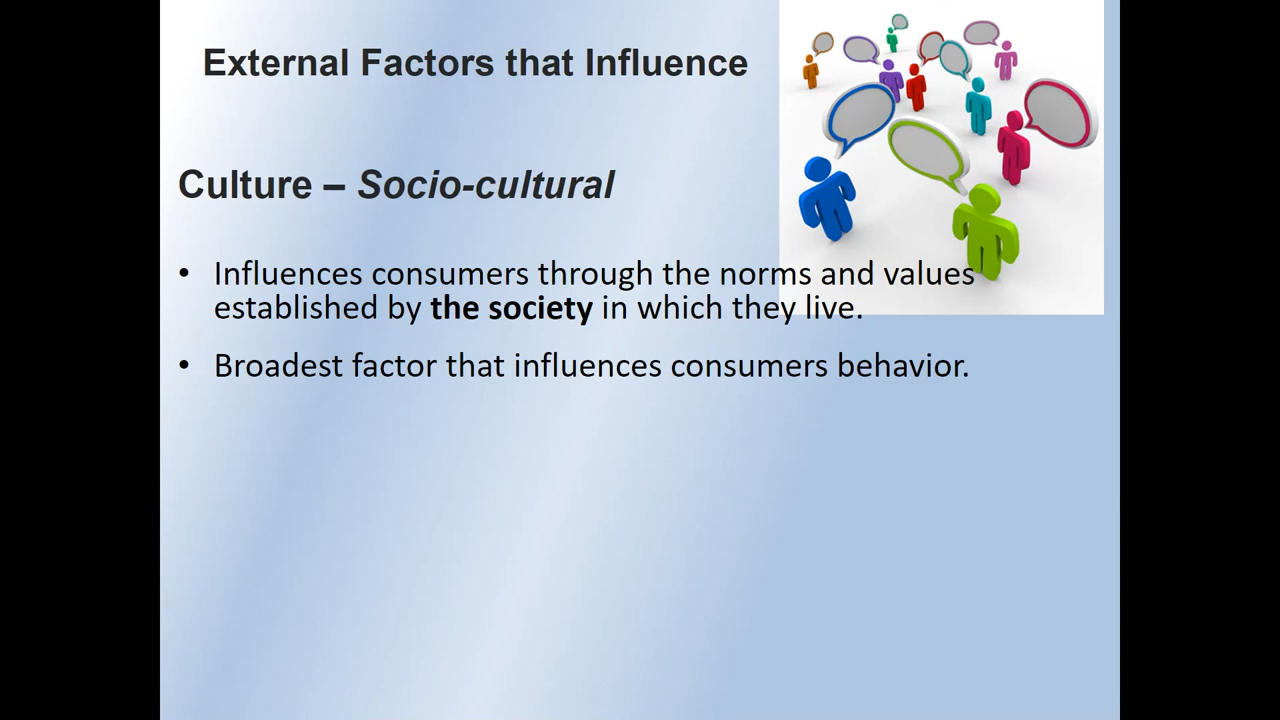 External Factors that Influence
Culture – Socio-cultural
• Influences consumers through the norms and values
established by the society in which they live.
• Broadest factor that influences consumers behavior.